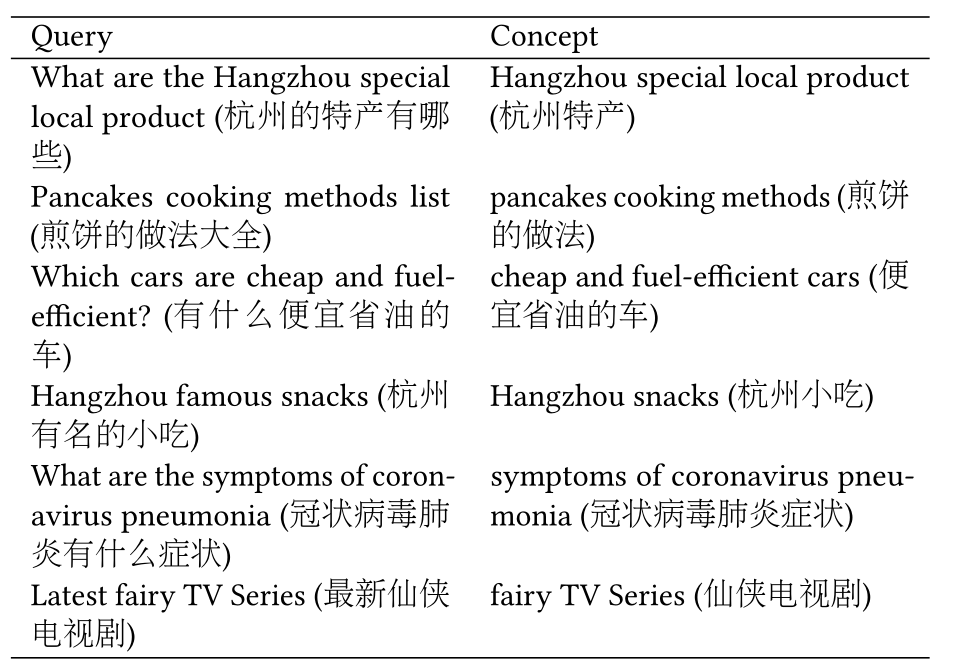 Query Concept
What are the Hangzhou special Hangzhou special local product
local product (杭州的特产有哪 (杭州特产)
些)
Pancakes cooking methods list pancakes cooking methods (煎饼
(煎饼的做法大全) 的做法)
Which cars are cheap and fuel- cheap and fuel-efficient cars (便
efficient? (有什么便宜省油的 宜省油的车)
车)
Hangzhou famous snacks (杭州 Hangzhou snacks (杭州小吃)
有名的小吃)
What are the symptoms of coron- symptoms of coronavirus pneu-
avirus pneumonia (冠状病毒肺 monia (冠状病毒肺炎症状)
炎有什么症状)
Latest fairy TV Series (最新仙侠 fairy TV Series (仙侠电视剧)
电视剧)